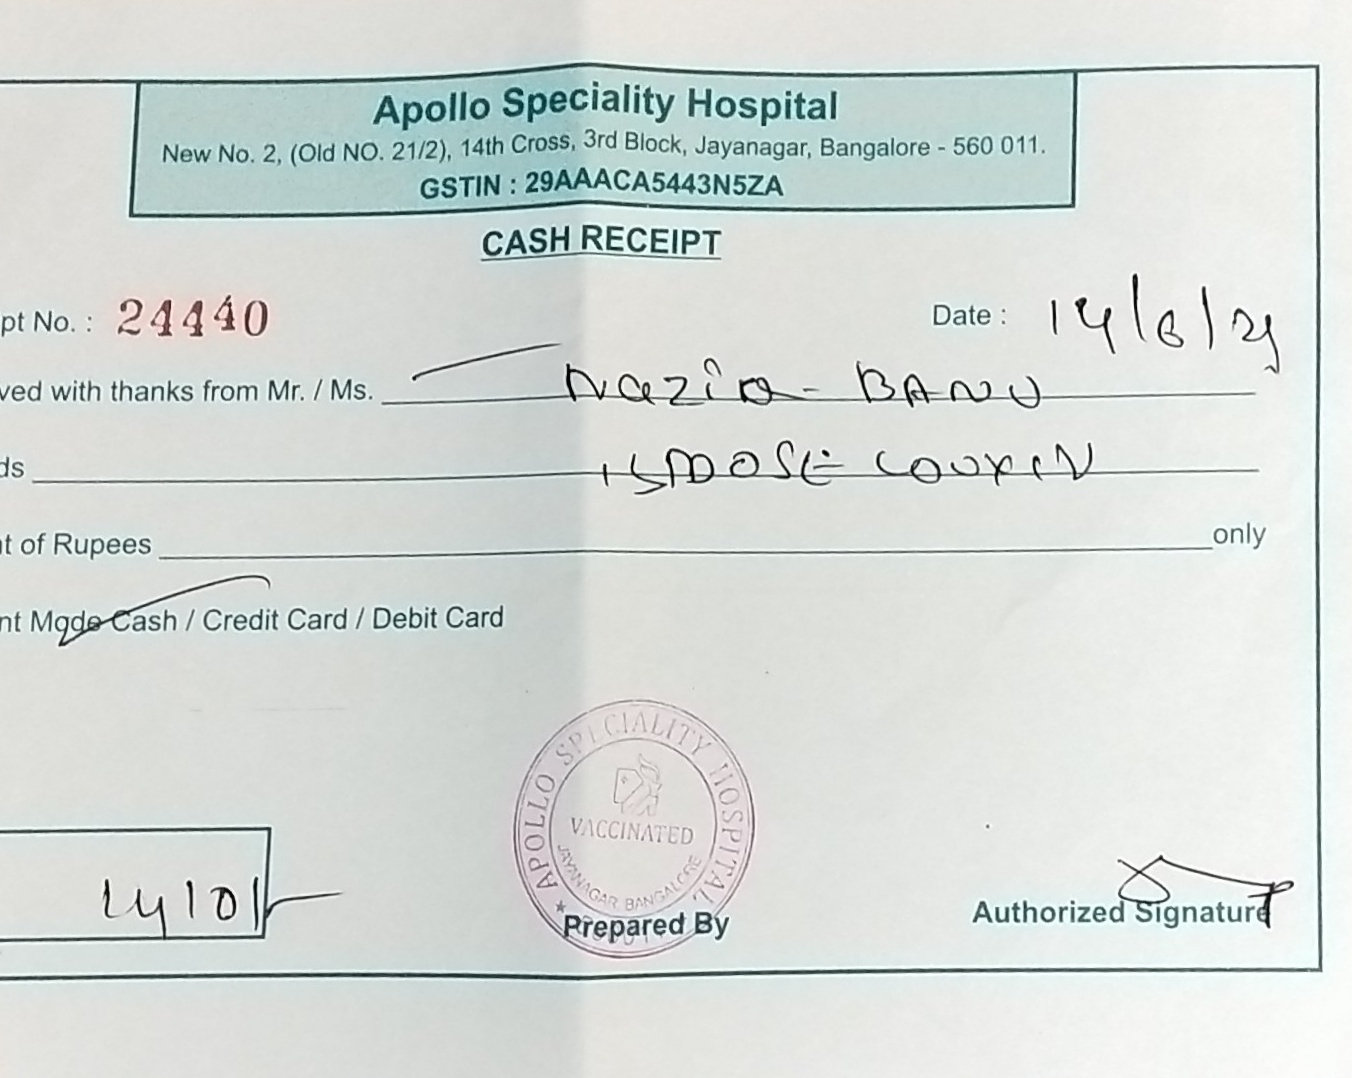 Apollo Speciality Hospital
New No. 2, (Old NO. 21/2), 14th Cross, 3rd Block, Jayanagar, Bangalore - 560 011.
GSTIN : 29AAACA5443N5ZA
CASH RECEIPT
pt No. : 24440 Date : 14/6/21
ved with thanks from Mr. / Ms. Nazia - BANU
ds DOSE
nt of Rupees only
nt Mode Cash / Credit Card / Debit Card
APOLLO SPECIALITY HOSPITAL
VACCINATED
JAYANAGAR BANGALORE
1410/-
Prepared By Authorized Signature